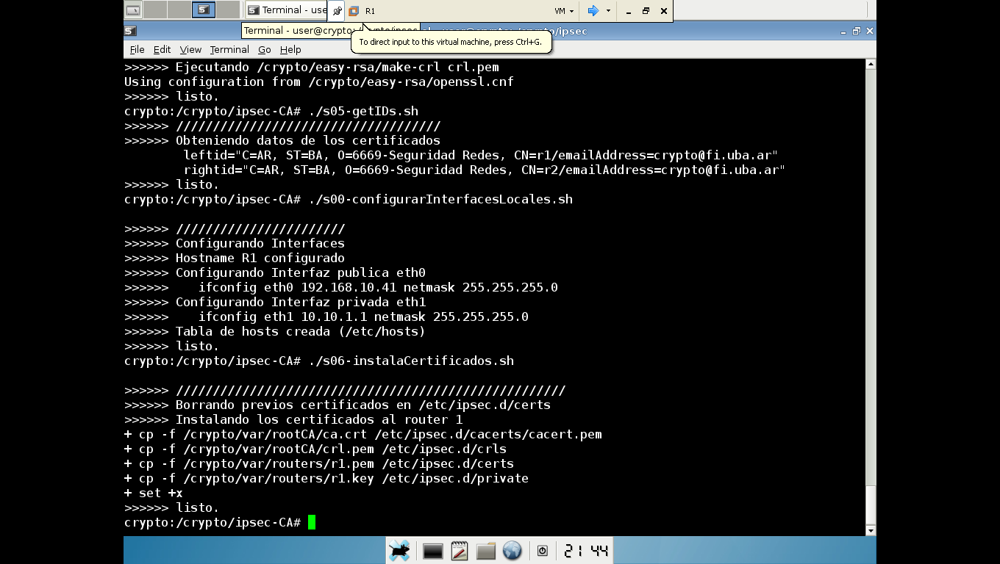 Terminal - use
R1
VM
Terminal - user@crypto: /crypto/ipsec
/ipsec
To direct input to this virtual machine, press Ctrl+G.
File Edit View Terminal Go Help
>>>>>> Ejecutando /crypto/easy-rsa/make-crl crl.pem
Using configuration from /crypto/easy-rsa/openssl.cnf
>>>>>> listo.
crypto:/crypto/ipsec-CA# ./s05-getIDs.sh
>>>>>> ////////////////////////////////////
>>>>>> Obteniendo datos de los certificados
leftid="C=AR, ST=BA, O=6669-Seguridad Redes, CN=r1/emailAddress=crypto@fi.uba.ar"
rightid="C=AR, ST=BA, O=6669-Seguridad Redes, CN=r2/emailAddress=crypto@fi.uba.ar"
>>>>>> listo.
crypto:/crypto/ipsec-CA# ./s00-configurarInterfacesLocales.sh
>>>>>> ///////////////////////
>>>>>> Configurando Interfaces
>>>>>> Hostname R1 configurado
>>>>>> Configurando Interfaz publica eth0
>>>>>> ifconfig eth0 192.168.10.41 netmask 255.255.255.0
>>>>>> Configurando Interfaz privada eth1
>>>>>> ifconfig eth1 10.10.1.1 netmask 255.255.255.0
>>>>>> Tabla de hosts creada (/etc/hosts)
>>>>>> listo.
crypto:/crypto/ipsec-CA# ./s06-instalaCertificados.sh
>>>>>> /////////////////////////////////////////////////////
>>>>>> Borrando previos certificados en /etc/ipsec.d/certs
>>>>>> Instalando los certificados al router 1
+ cp -f /crypto/var/rootCA/ca.crt /etc/ipsec.d/cacerts/cacert.pem
+ cp -f /crypto/var/rootCA/crl.pem /etc/ipsec.d/crls
+ cp -f /crypto/var/routers/r1.pem /etc/ipsec.d/certs
+ cp -f /crypto/var/routers/r1.key /etc/ipsec.d/private
+ set +x
>>>>>> listo.
crypto:/crypto/ipsec-CA#
21 44